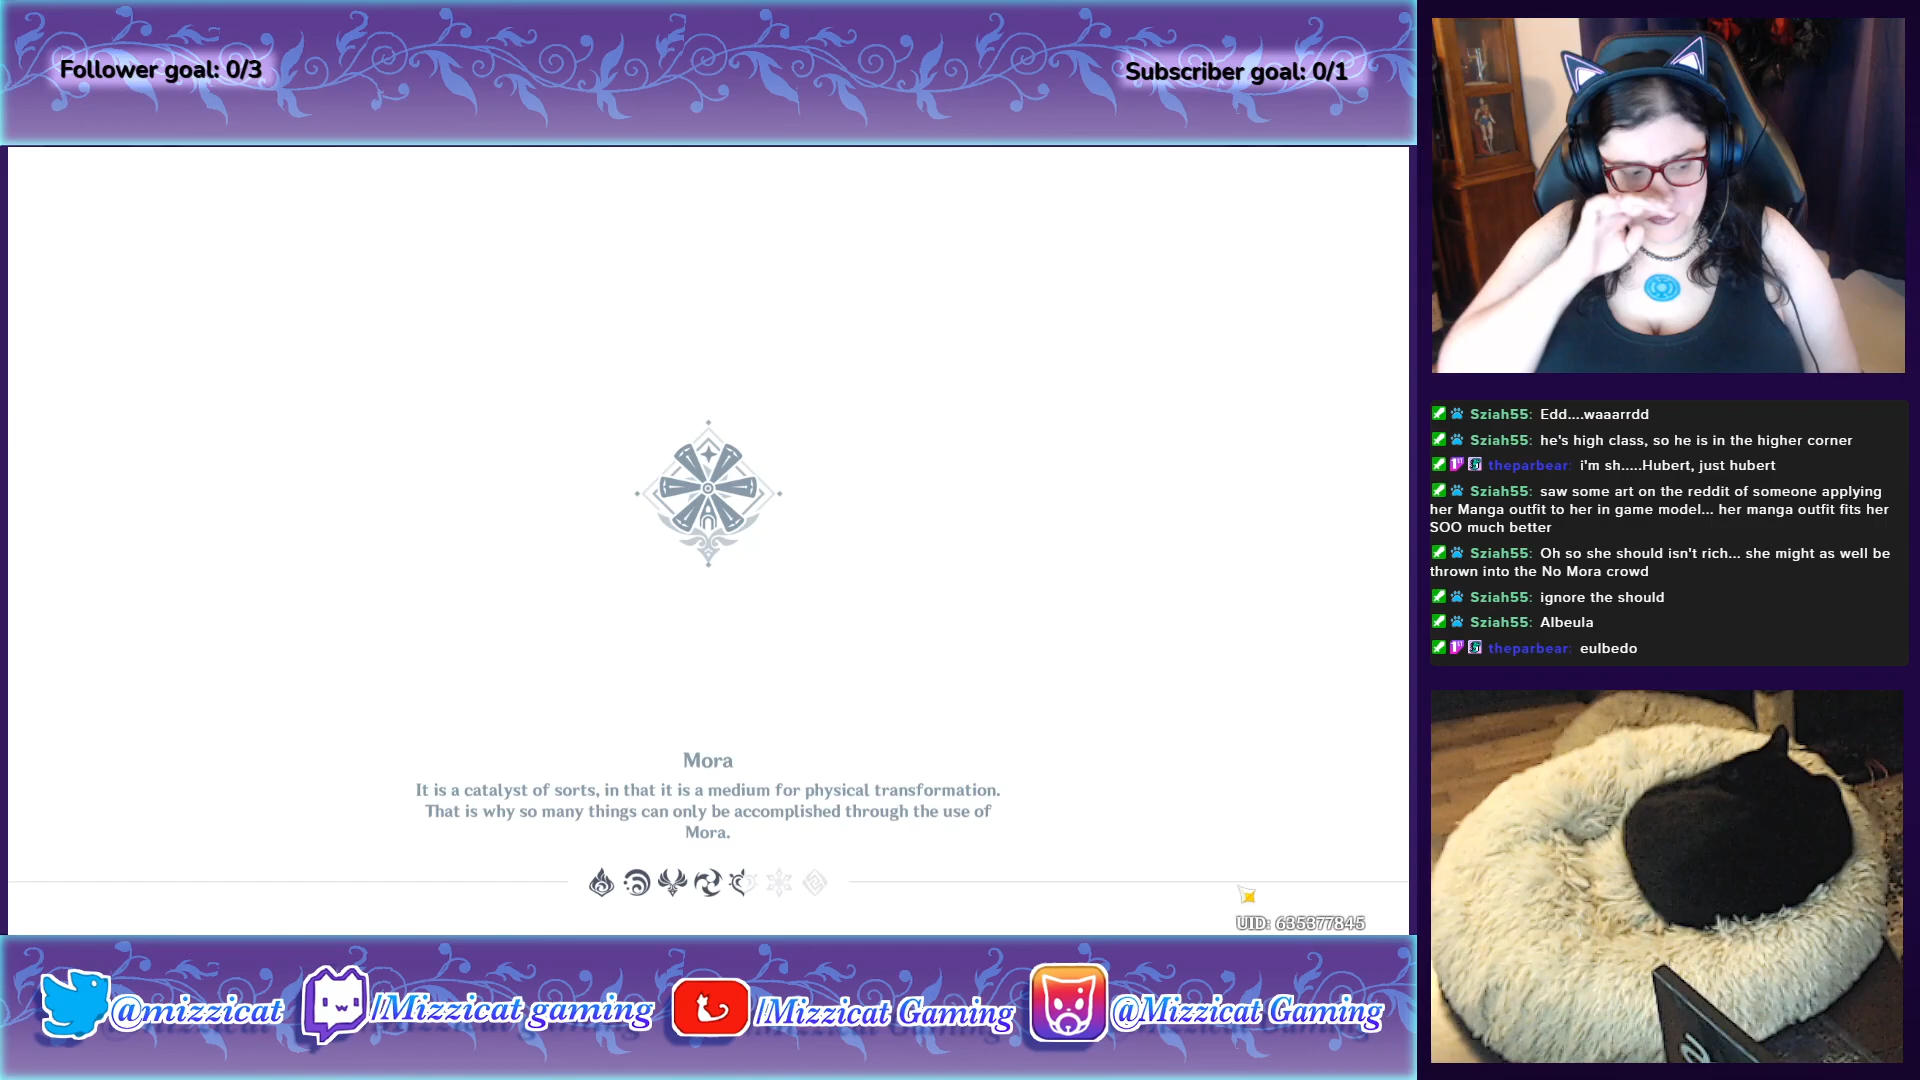 Follower goal: 0/3
Subscriber goal: 0/1
Mora
It is a catalyst of sorts, in that it is a medium for physical transformation.
That is why so many things can only be accomplished through the use of
Mora.
UID: 635377845
Sziah55: Edd....waaarrdd
Sziah55: he's high class, so he is in the higher corner
theparbear: i'm sh.....Hubert, just hubert
Sziah55: saw some art on the reddit of someone applying
her Manga outfit to her in game model... her manga outfit fits her
SOO much better
Sziah55: Oh so she should isn't rich... she might as well be
thrown into the No Mora crowd
Sziah55: ignore the should
Sziah55: Albeula
theparbear: eulbedo
@mizzicat
/Mizzicat gaming
/Mizzicat Gaming
@Mizzicat Gaming